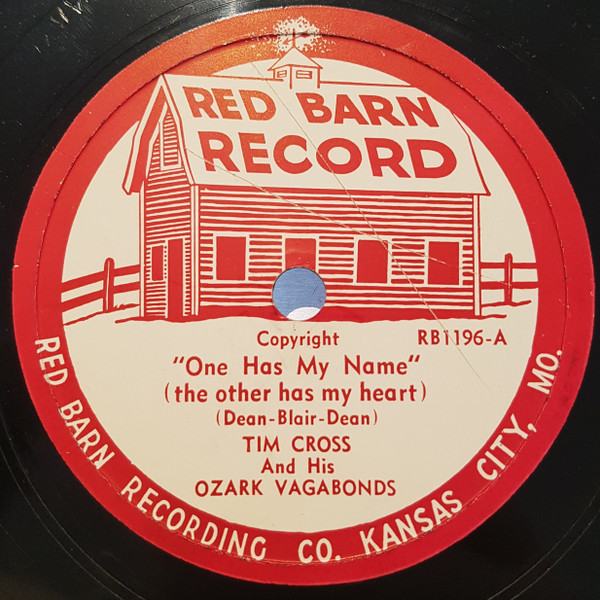 RED BARN
RECORD
Copyright RB1196-A
"One Has My Name"
(the other has my heart)
(Dean-Blair-Dean)
TIM CROSS
And His
OZARK VAGABONDS
RED BARN RECORDING CO. KANSAS CITY, MO.